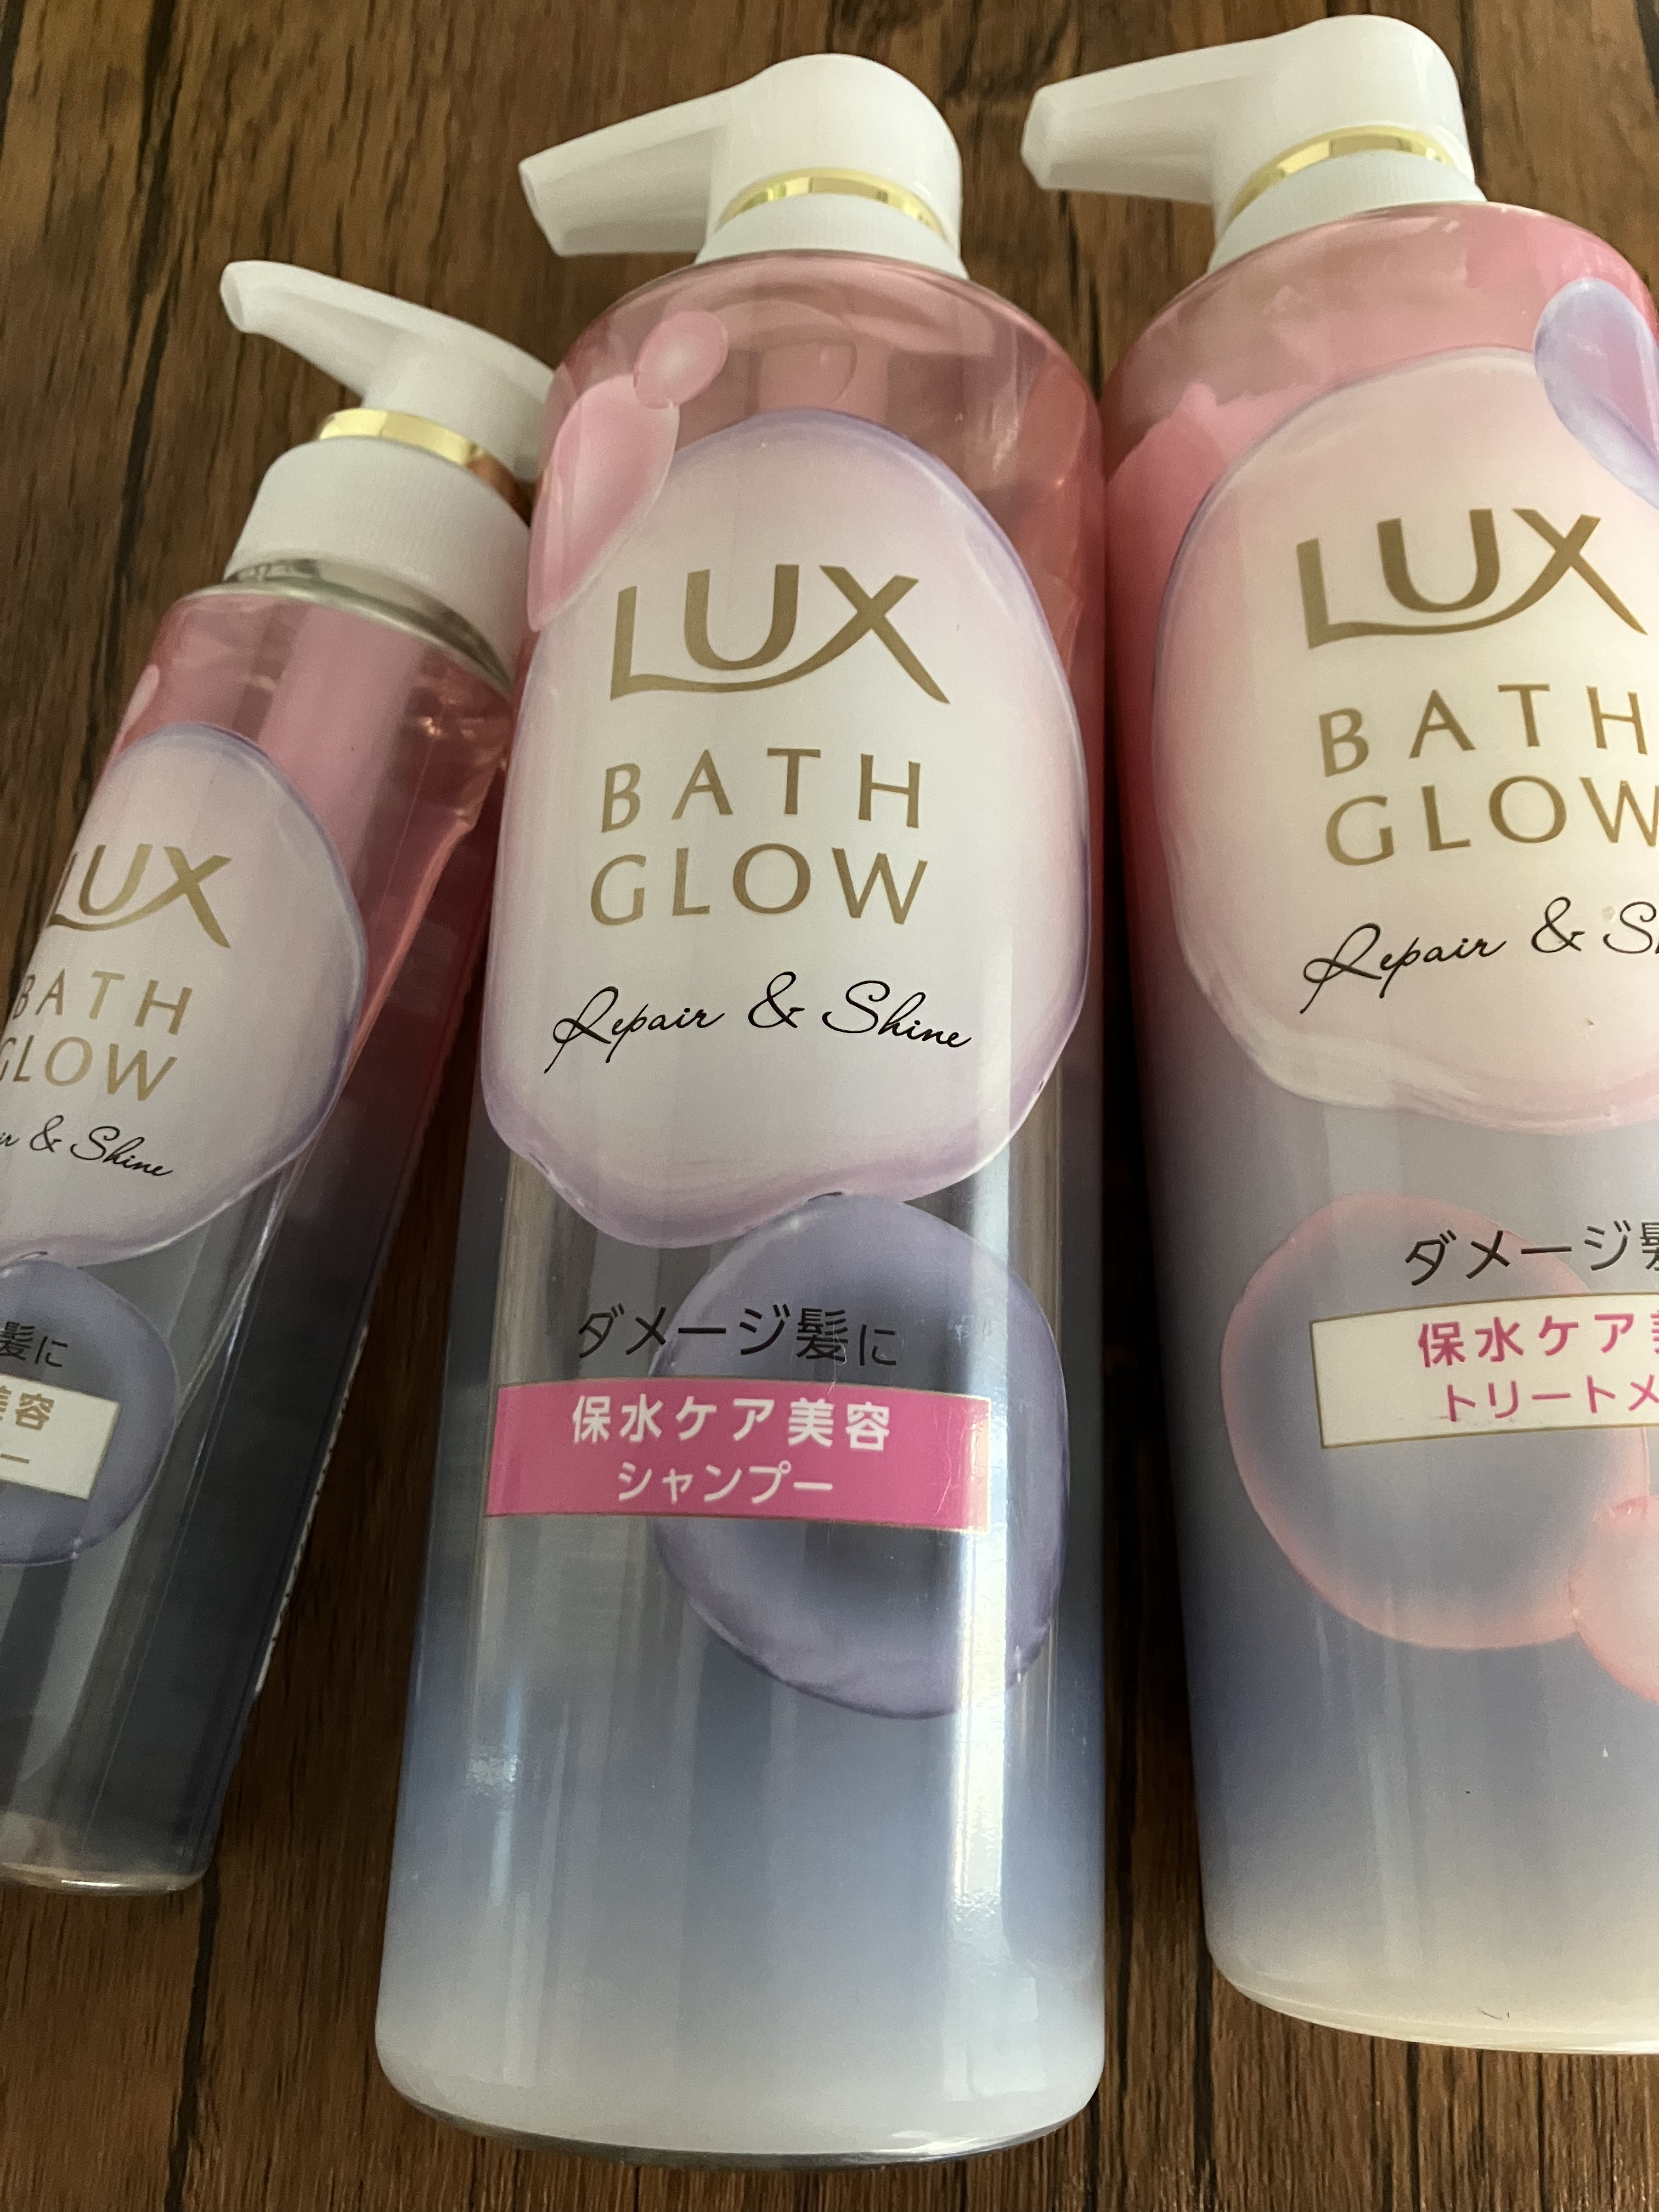 LUX
BATH
GLOW
& Shine
髪に
美容
ー
LUX
BATH
GLOW
Repair & Shine
ダメージ髪に
保水ケア美容
シャンプー
LUX
BATH
GLOW
Repair &
ダメージ髪
保水ケア
トリートメ